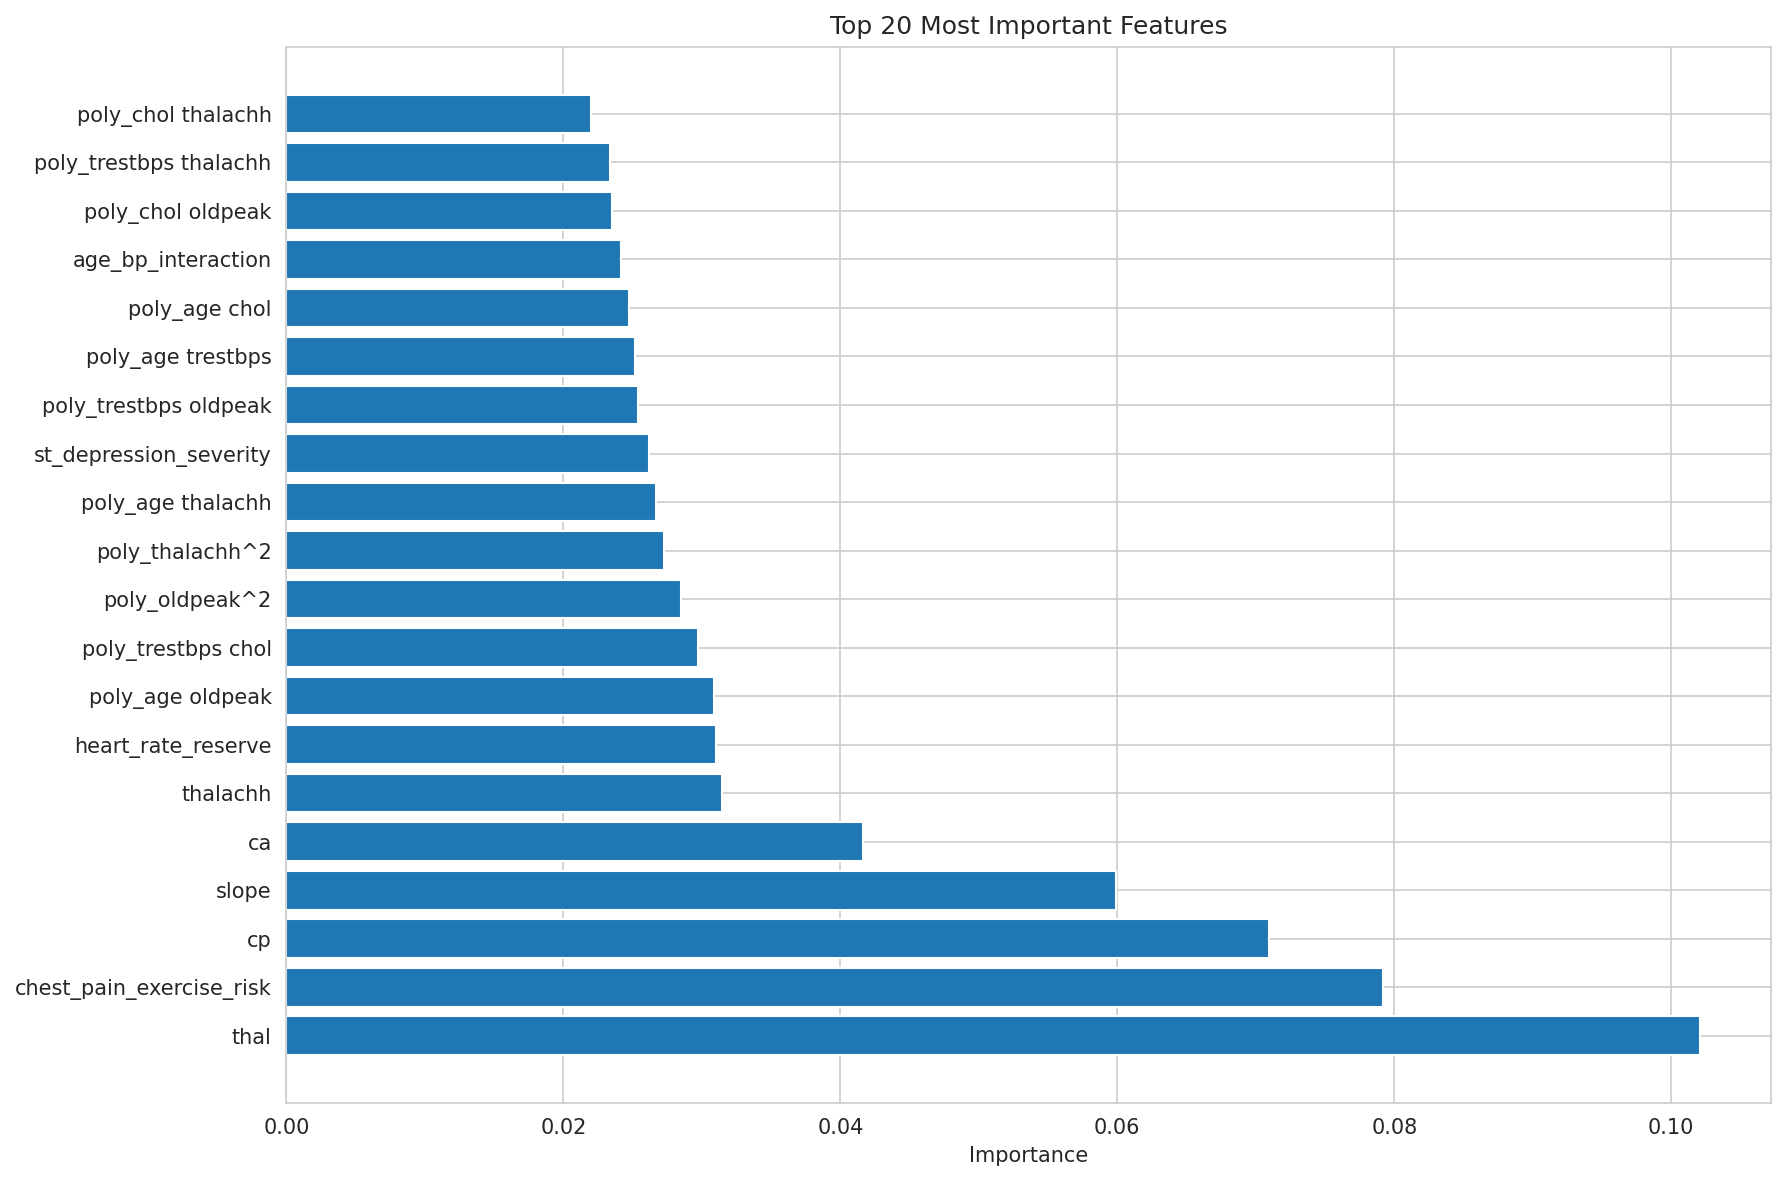 Top 20 Most Important Features
poly_chol thalachh
poly_trestbps thalachh
poly_chol oldpeak
age_bp_interaction
poly_age chol
poly_age trestbps
poly_trestbps oldpeak
st_depression_severity
poly_age thalachh
poly_thalachh^2
poly_oldpeak^2
poly_trestbps chol
poly_age oldpeak
heart_rate_reserve
thalachh
ca
slope
cp
chest_pain_exercise_risk
thal
0.00 0.02 0.04 0.06 0.08 0.10
Importance